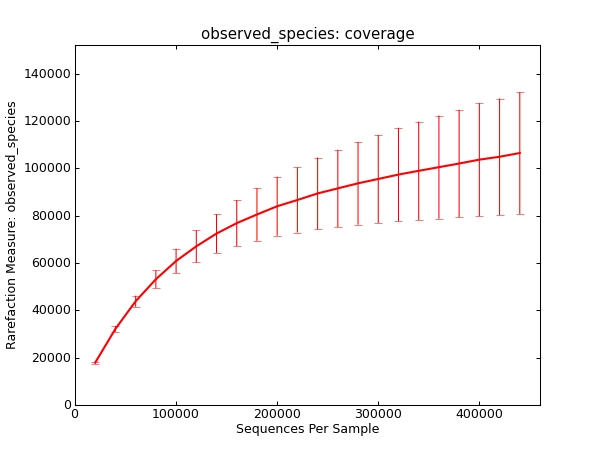 observed_species: coverage
Rarefaction Measure: observed_species
140000
120000
100000
80000
60000
40000
20000
0
0 100000 200000 300000 400000
Sequences Per Sample